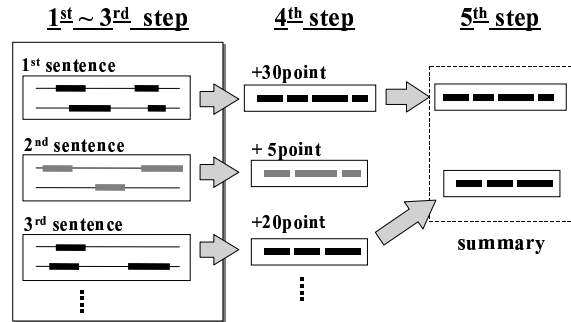 1st ~ 3rd step
4th step
5th step
1st sentence
+30point
2nd sentence
+ 5point
3rd sentence
+20point
summary